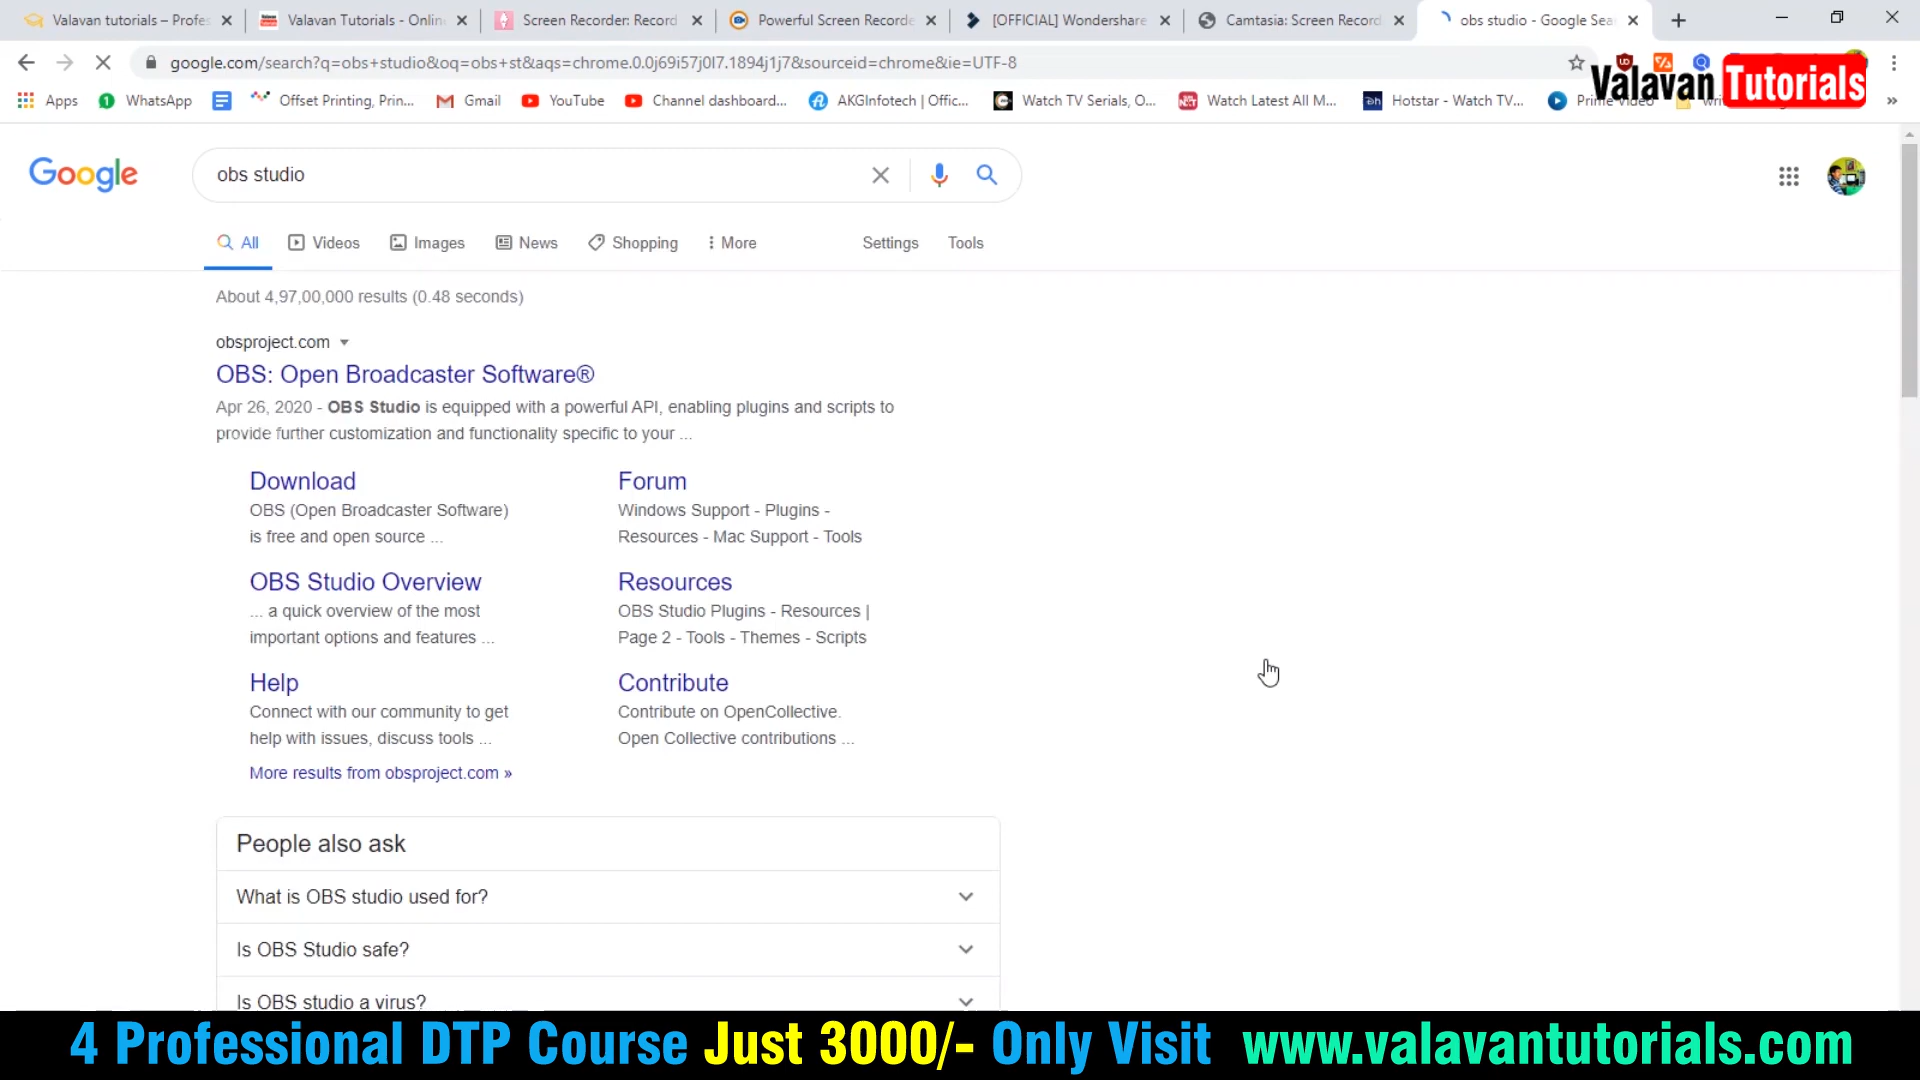 Valavan tutorials – Profes
Valavan Tutorials - Onlin
Screen Recorder: Record
Powerful Screen Recorde
[OFFICIAL] Wondershare
Camtasia: Screen Record
obs studio - Google Sea
google.com/search?q=obs+studio&oq=obs+st&aqs=chrome.0.0j69i57j0l7.1894j1j7&sourceid=chrome&ie=UTF-8
Valavan Tutorials
Apps
WhatsApp
Offset Printing, Prin...
Gmail
YouTube
Channel dashboard...
AKGInfotech | Offic...
Watch TV Serials, O...
Watch Latest All M...
Hotstar - Watch TV...
Prime Video
Google
obs studio
All
Videos
Images
News
Shopping
More
Settings
Tools
About 4,97,00,000 results (0.48 seconds)
obsproject.com
OBS: Open Broadcaster Software®
Apr 26, 2020 - OBS Studio is equipped with a powerful API, enabling plugins and scripts to
provide further customization and functionality specific to your ...
Download
OBS (Open Broadcaster Software)
is free and open source ...
Forum
Windows Support - Plugins -
Resources - Mac Support - Tools
OBS Studio Overview
... a quick overview of the most
important options and features ...
Resources
OBS Studio Plugins - Resources |
Page 2 - Tools - Themes - Scripts
Help
Connect with our community to get
help with issues, discuss tools ...
Contribute
Contribute on OpenCollective.
Open Collective contributions ...
More results from obsproject.com »
People also ask
What is OBS studio used for?
Is OBS Studio safe?
Is OBS studio a virus?
4 Professional DTP Course Just 3000/- Only Visit www.valavantutorials.com